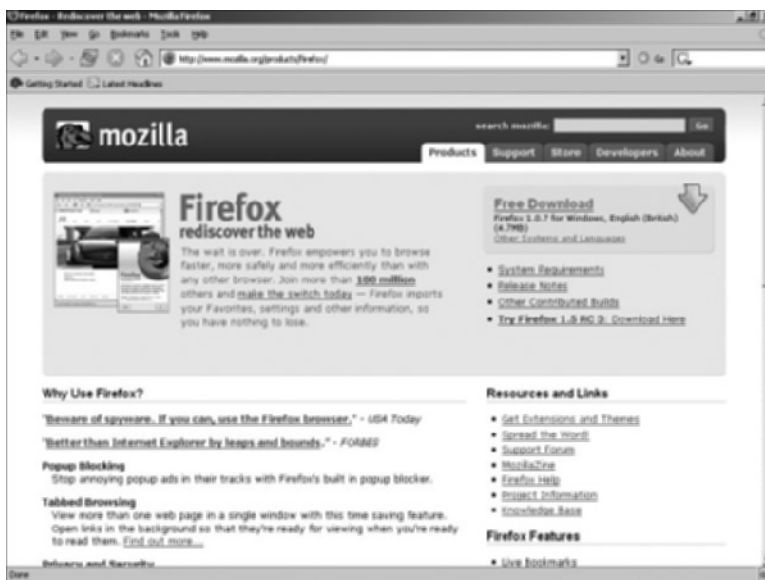 Firefox - Rediscover the web - Mozilla Firefox
File Edit View Go Bookmarks Tools Help
http://www.mozilla.org/products/firefox/
Go
Getting Started Latest Headlines
mozilla
search mozilla: Go
Products Support Store Developers About
Firefox
rediscover the web
The wait is over. Firefox empowers you to browse
faster, more safely and more efficiently than with
any other browser. Join more than 100 million
others and make the switch today — Firefox imports
your Favorites, settings and other information, so
you have nothing to lose.
Free Download
Firefox 1.0.7 for Windows, English (British)
(4.7MB)
Other Systems and Languages
• System Requirements
• Release Notes
• Other Contributed Builds
• Try Firefox 1.5 RC 3: Download Here
Why Use Firefox?
"Beware of spyware. If you can, use the Firefox browser." - USA Today
"Better than Internet Explorer by leaps and bounds." - FORBES
Popup Blocking
Stop annoying popup ads in their tracks with Firefox's built in popup blocker.
Tabbed Browsing
View more than one web page in a single window with this time saving feature.
Open links in the background so that they're ready for viewing when you're ready
to read them. Find out more...
Privacy and Security
Resources and Links
• Get Extensions and Themes
• Spread the Word!
• Support Forum
• MozillaZine
• Firefox Help
• Project Information
• Knowledge Base
Firefox Features
• Live Bookmarks
Done